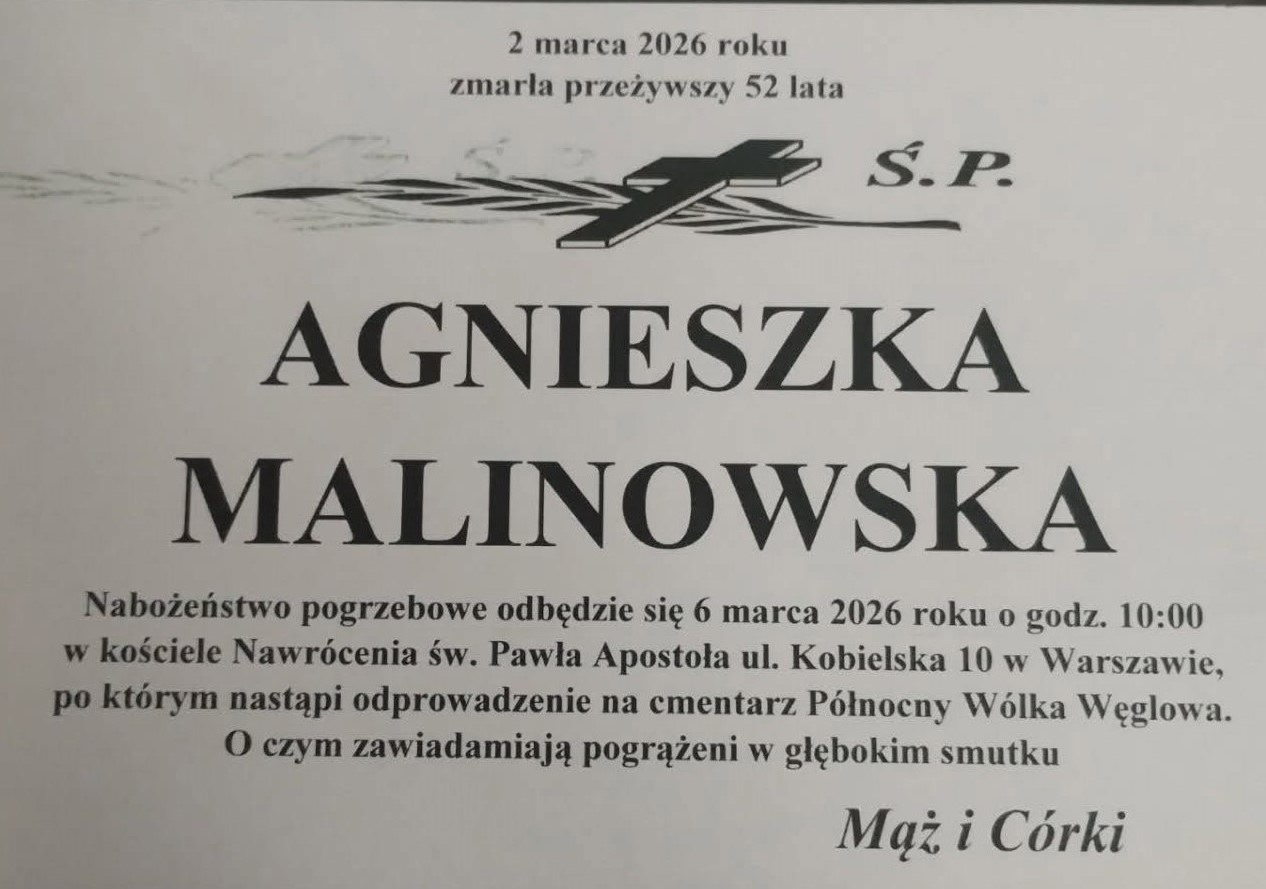 2 marca 2026 roku
zmarła przeżywszy 52 lata
Ś.P.
AGNIESZKA
MALINOWSKA
Nabożeństwo pogrzebowe odbędzie się 6 marca 2026 roku o godz. 10:00
w kościele Nawrócenia św. Pawła Apostoła ul. Kobielska 10 w Warszawie,
po którym nastąpi odprowadzenie na cmentarz Północny Wólka Węglowa.
O czym zawiadamiają pogrążeni w głębokim smutku
Mąż i Córki